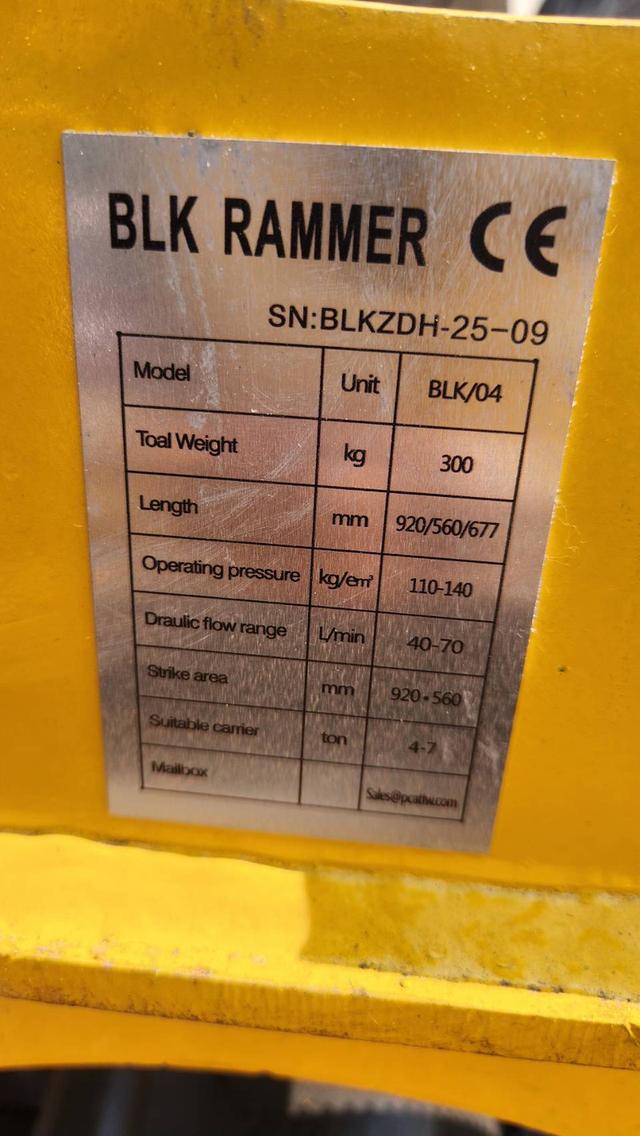 BLK RAMMER CE
SN:BLKZDH-25-09
Model Unit BLK/04
Toal Weight kg 300
Length mm 920/560/677
Operating pressure kg/em² 110-140
Draulic flow range L/min 40-70
Strike area mm 920*560
Suitable carrier ton 4-7
Mailbox